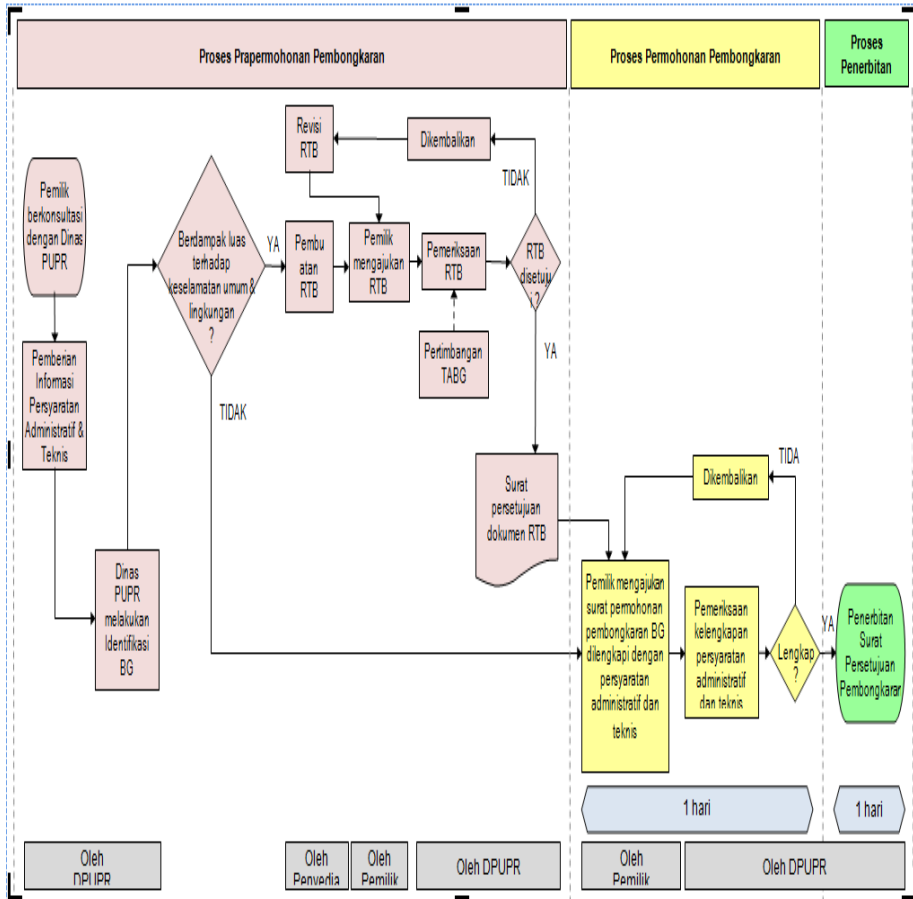 Proses Prapermohonan Pembongkaran
Proses Permohonan Pembongkaran
Proses
Penerbitan
Pemilik
berkonsultasi
dengan Dinas
PUPR
Pemberian
Informasi
Persyaratan
Administratif &
Teknis
Dinas
PUPR
melakukan
Identifikasi
BG
Berdampak luas
terhadap
keselamatan umum &
lingkungan
?
YA
TIDAK
Pembu
atan
RTB
Revisi
RTB
Dikembalikan
TIDAK
Pemilik
mengajukan
RTB
Pemeriksaan
RTB
Pertimbangan
TABG
RTB
disetuju
i ?
YA
Surat
persetujuan
dokumen RTB
Dikembalikan
TIDA
Pemilik mengajukan
surat permohonan
pembongkaran BG
dilengkapi dengan
persyaratan
administratif dan
teknis
Pemeriksaan
kelengkapan
persyaratan
administratif
dan teknis
Lengkap
?
YA
Penerbitan
Surat
Persetujuan
Pembongkaran
1 hari
1 hari
Oleh
DPUPR
Oleh
Penyedia
Oleh
Pemilik
Oleh DPUPR
Oleh
Pemilik
Oleh DPUPR